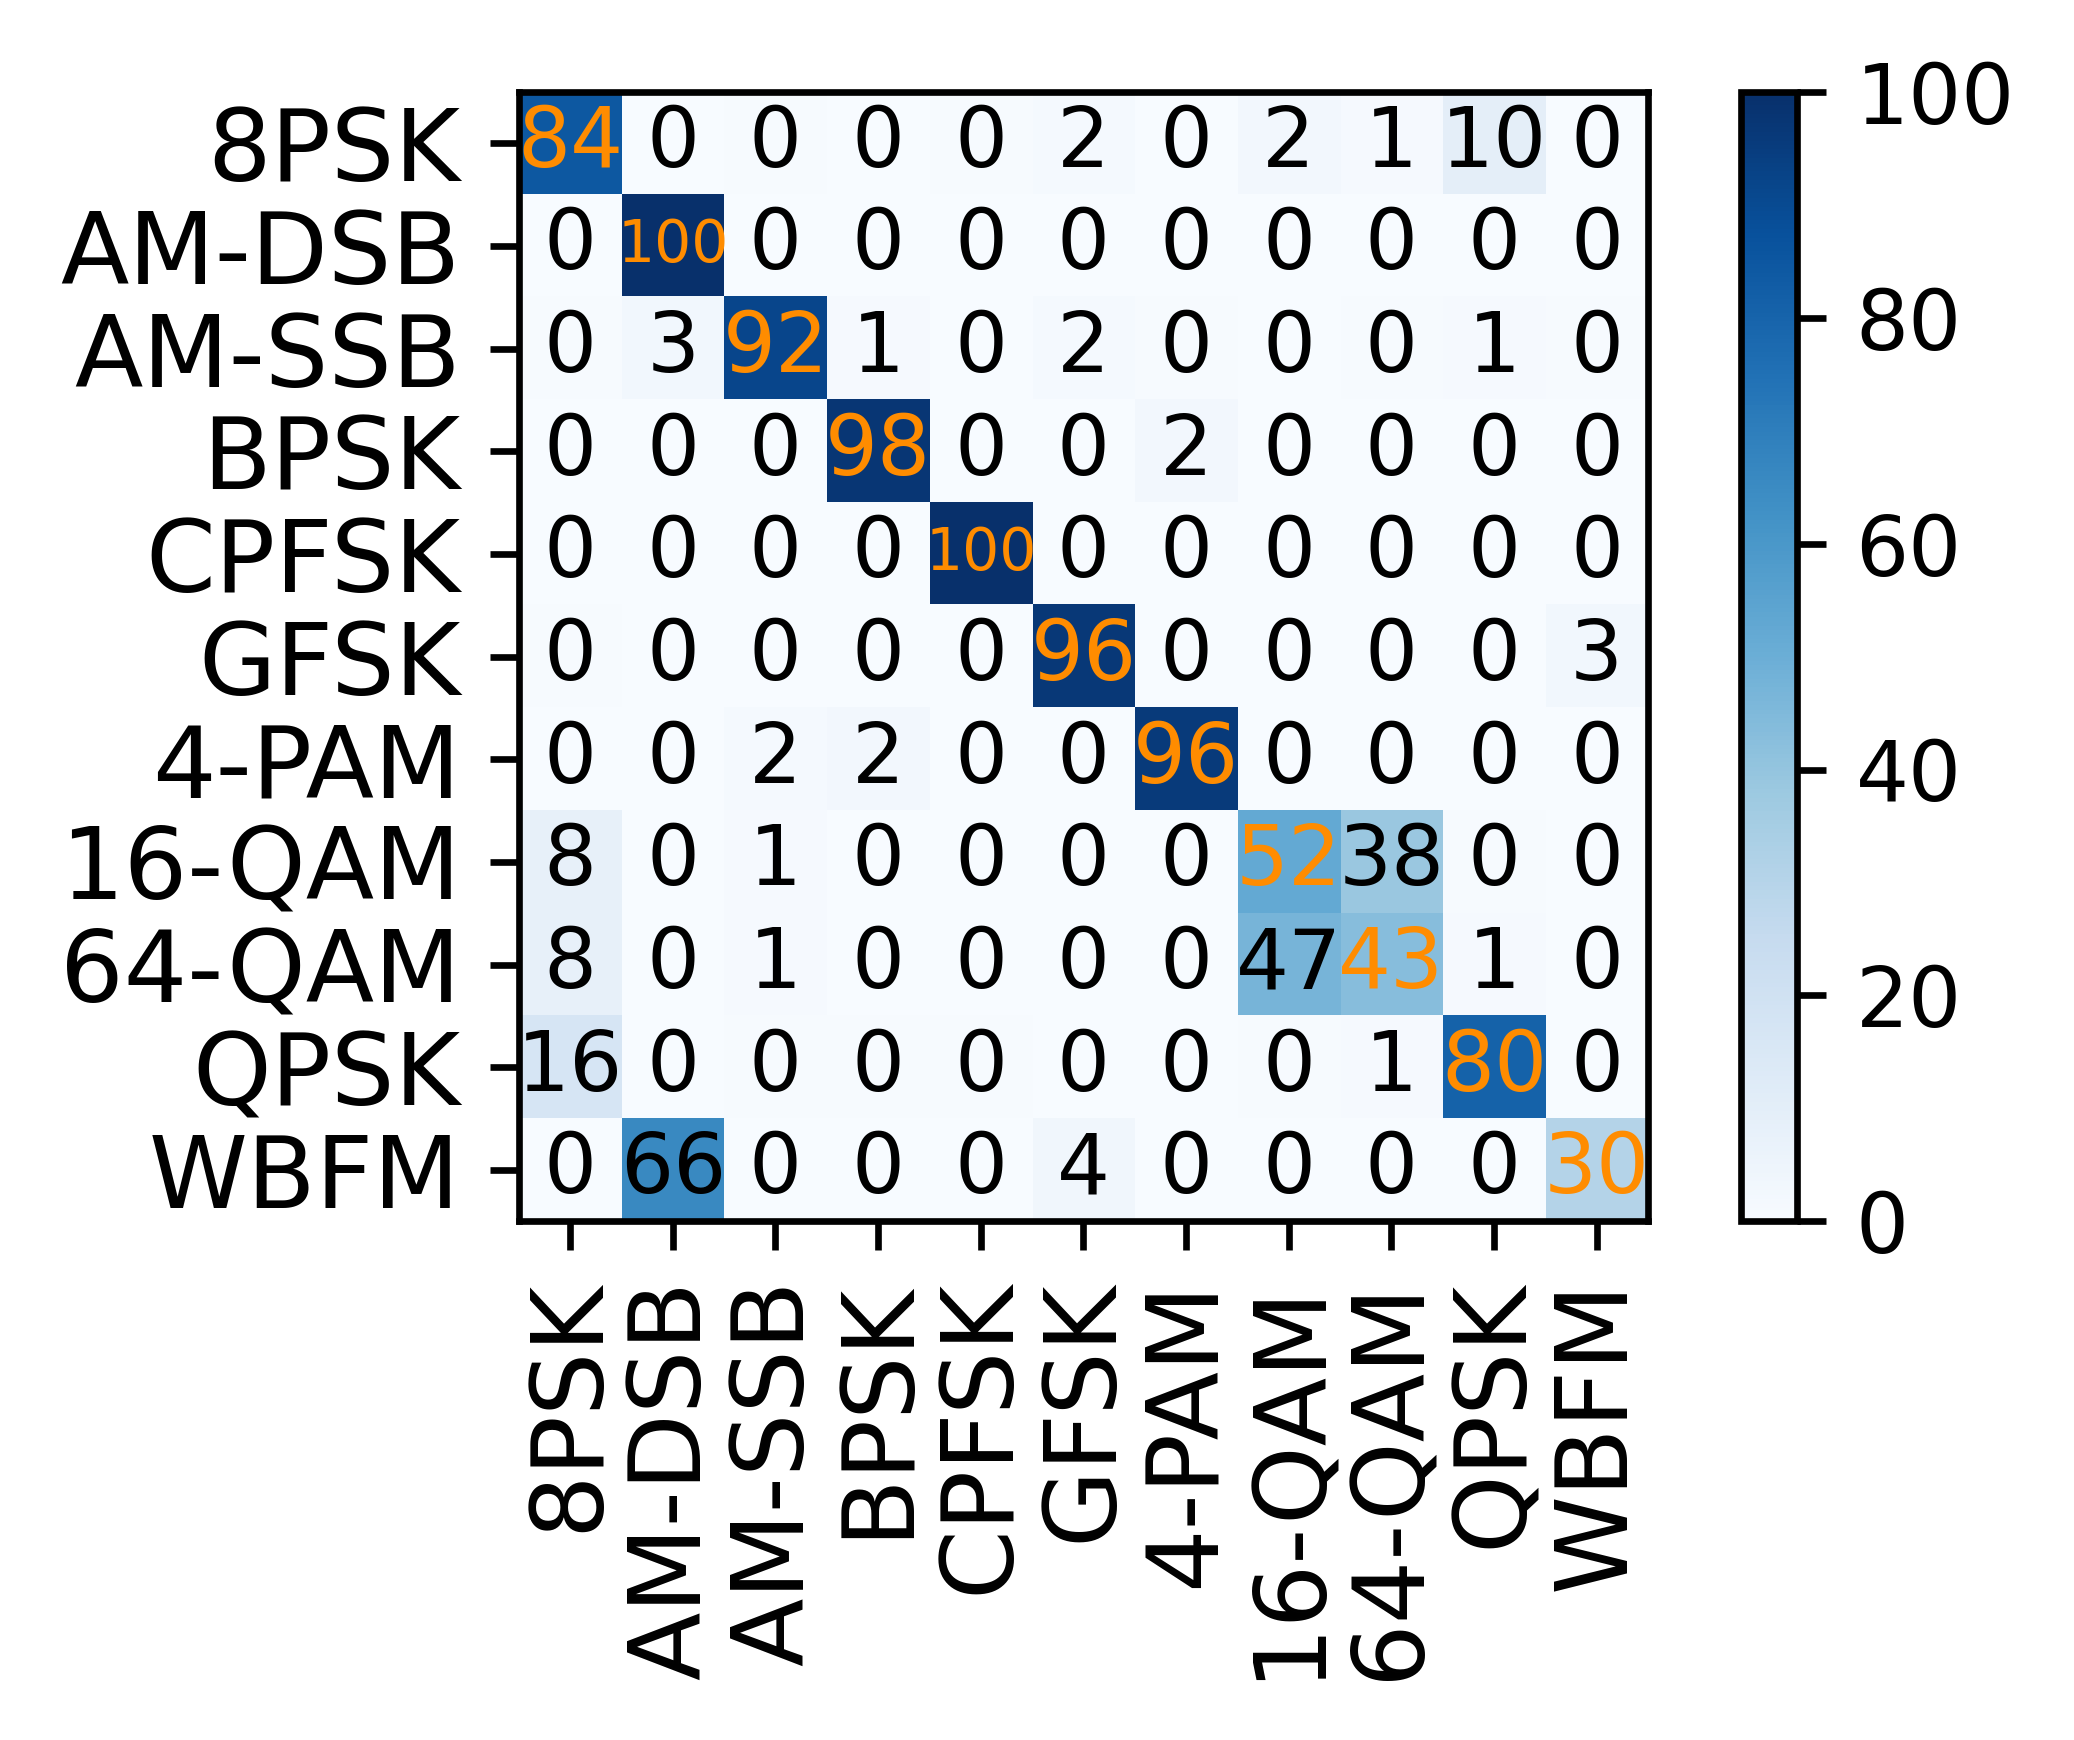 8PSK 84 0 0 0 0 2 0 2 1 10 0
AM-DSB 0 100 0 0 0 0 0 0 0 0 0
AM-SSB 0 3 92 1 0 2 0 0 0 1 0
BPSK 0 0 0 98 0 0 2 0 0 0 0
CPFSK 0 0 0 0 100 0 0 0 0 0 0
GFSK 0 0 0 0 0 96 0 0 0 0 3
4-PAM 0 0 2 2 0 0 96 0 0 0 0
16-QAM 8 0 1 0 0 0 0 52 38 0 0
64-QAM 8 0 1 0 0 0 0 47 43 1 0
QPSK 16 0 0 0 0 0 0 0 1 80 0
WBFM 0 66 0 0 0 4 0 0 0 0 30
8PSK
AM-DSB
AM-SSB
BPSK
CPFSK
GFSK
4-PAM
16-QAM
64-QAM
QPSK
WBFM
100
80
60
40
20
0